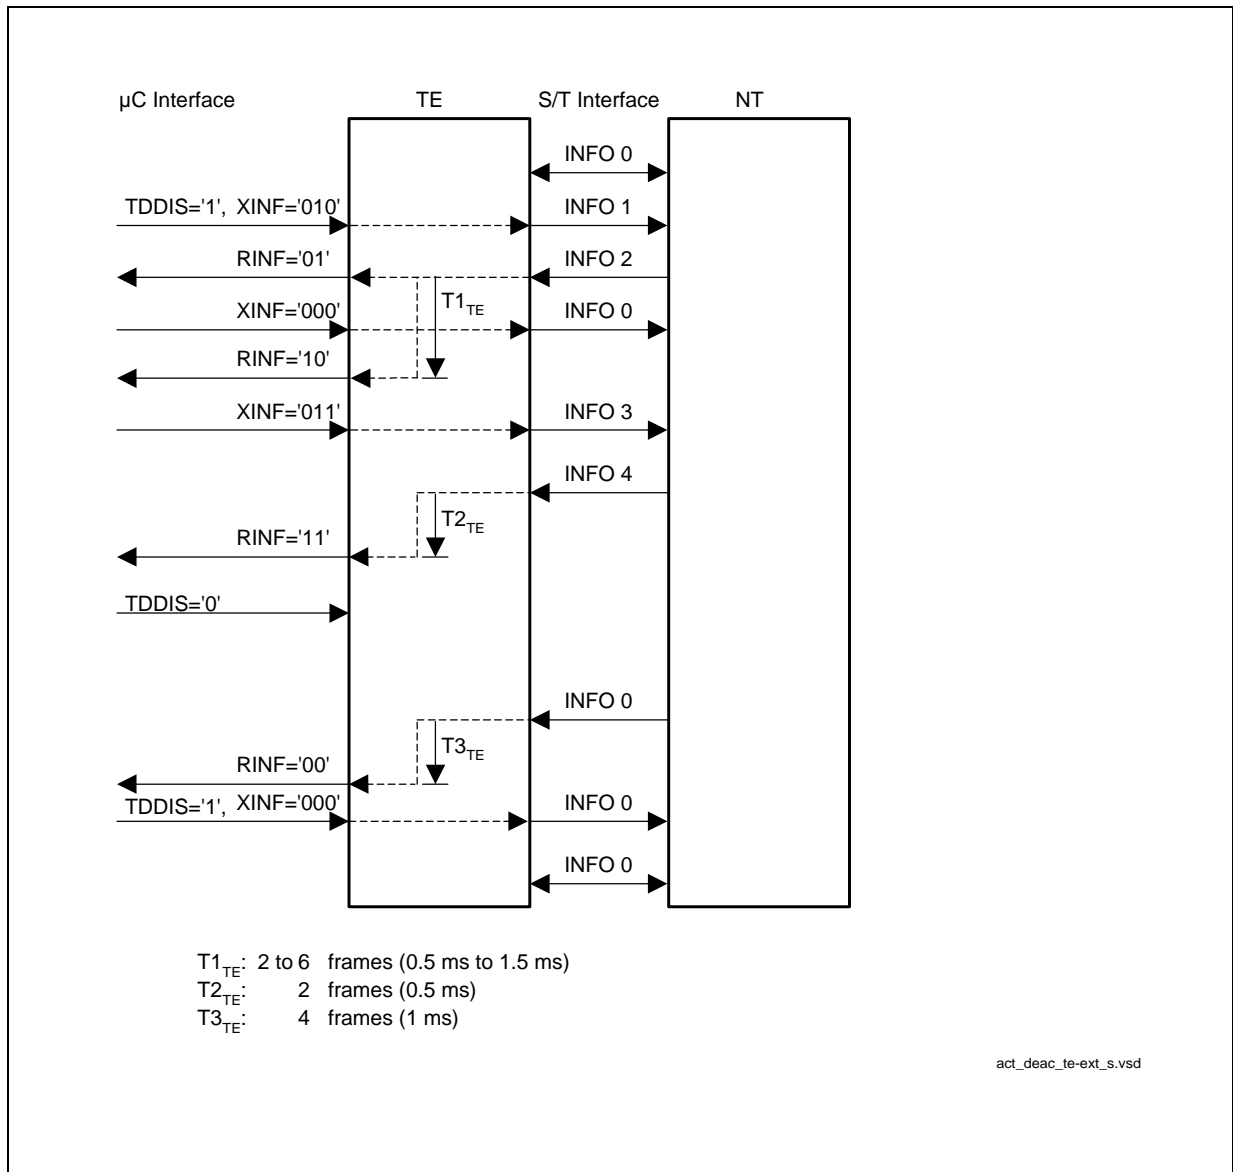 µC Interface TE S/T Interface NT
INFO 0
TDDIS='1', XINF='010' INFO 1
RINF='01' INFO 2
T1TE
XINF='000' INFO 0
RINF='10'
XINF='011' INFO 3
INFO 4
T2TE
RINF='11'
TDDIS='0'
INFO 0
T3TE
RINF='00'
TDDIS='1', XINF='000' INFO 0
INFO 0
T1TE: 2 to 6 frames (0.5 ms to 1.5 ms)
T2TE: 2 frames (0.5 ms)
T3TE: 4 frames (1 ms)
act_deac_te-ext_s.vsd